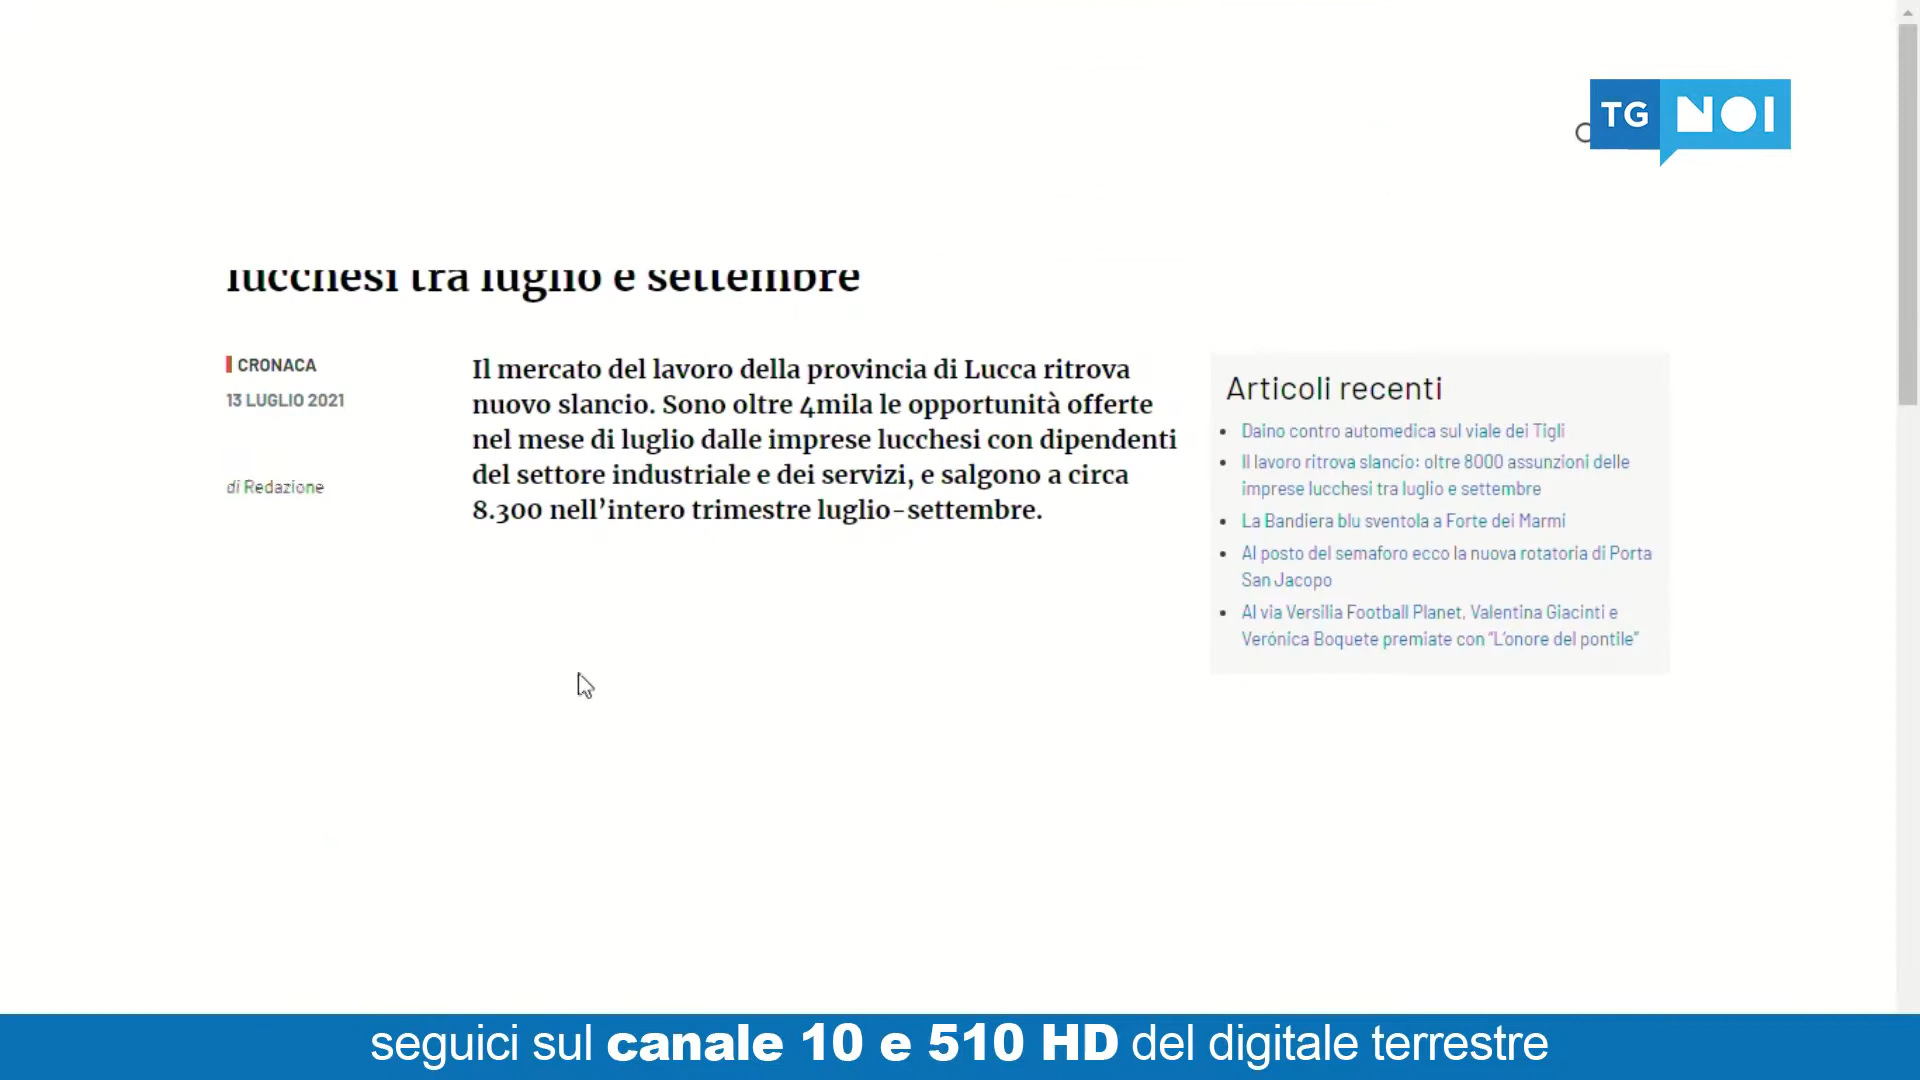 TG NOI
lucchesi tra luglio e settembre
CRONACA
13 LUGLIO 2021
di Redazione
Il mercato del lavoro della provincia di Lucca ritrova
nuovo slancio. Sono oltre 4mila le opportunità offerte
nel mese di luglio dalle imprese lucchesi con dipendenti
del settore industriale e dei servizi, e salgono a circa
8.300 nell’intero trimestre luglio-settembre.
Articoli recenti
Daino contro automedica sul viale dei Tigli
Il lavoro ritrova slancio: oltre 8000 assunzioni delle
imprese lucchesi tra luglio e settembre
La Bandiera blu sventola a Forte dei Marmi
Al posto del semaforo ecco la nuova rotatoria di Porta
San Jacopo
Al via Versilia Football Planet, Valentina Giacinti e
Verónica Boquete premiate con “L’onore del pontile”
seguici sul canale 10 e 510 HD del digitale terrestre